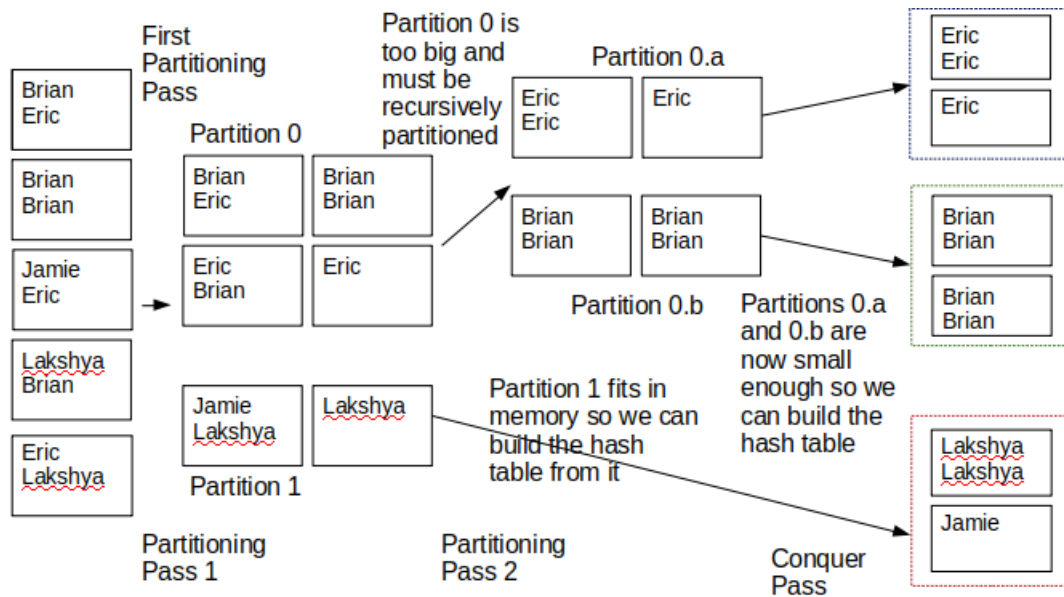 First
Partitioning
Pass
Brian
Eric
Brian
Brian
Jamie
Eric
Lakshya
Brian
Eric
Lakshya
Partition 0
Brian
Eric
Brian
Brian
Eric
Brian
Eric
Jamie
Lakshya
Lakshya
Partition 1
Partitioning
Pass 1
Partition 0 is
too big and
must be
recursively
partitioned
Partition 0.a
Eric
Eric
Eric
Brian
Brian
Brian
Brian
Partition 0.b
Partition 1 fits in
memory so we can
build the hash
table from it
Partitioning
Pass 2
Partitions 0.a
and 0.b are
now small
enough so we
can build the
hash table
Eric
Eric
Eric
Brian
Brian
Brian
Brian
Lakshya
Lakshya
Jamie
Conquer
Pass